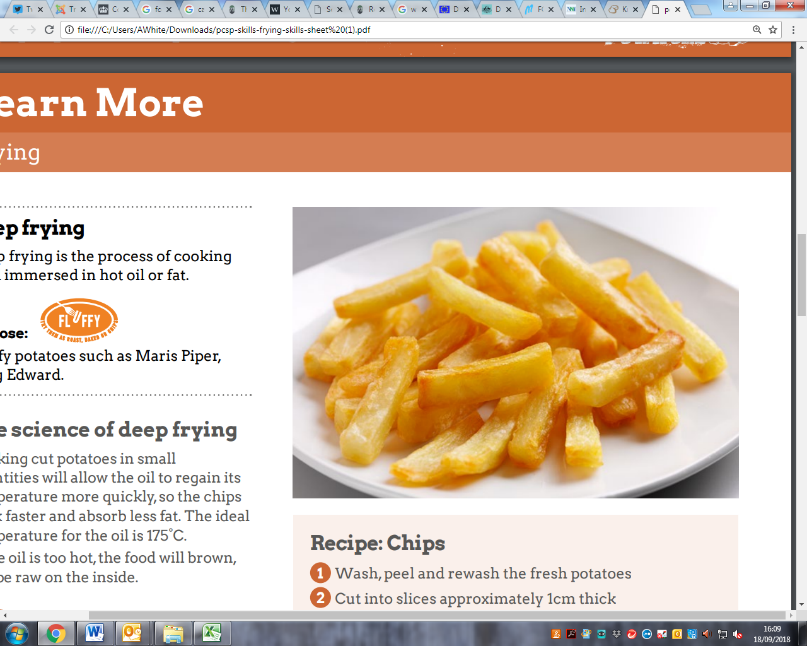 file:///C:/Users/AWhite/Downloads/pcsp-skills-frying-skills-sheet%20(1).pdf
earn More
ying
ep frying
p frying is the process of cooking
immersed in hot oil or fat.
FLUFFY
ose:
fy potatoes such as Maris Piper,
g Edward.
e science of deep frying
king cut potatoes in small
ntities will allow the oil to regain its
perature more quickly, so the chips
k faster and absorb less fat. The ideal
perature for the oil is 175°C.
e oil is too hot, the food will brown,
be raw on the inside.
Recipe: Chips
1 Wash, peel and rewash the fresh potatoes
2 Cut into slices approximately 1cm thick
16:09
18/09/2018